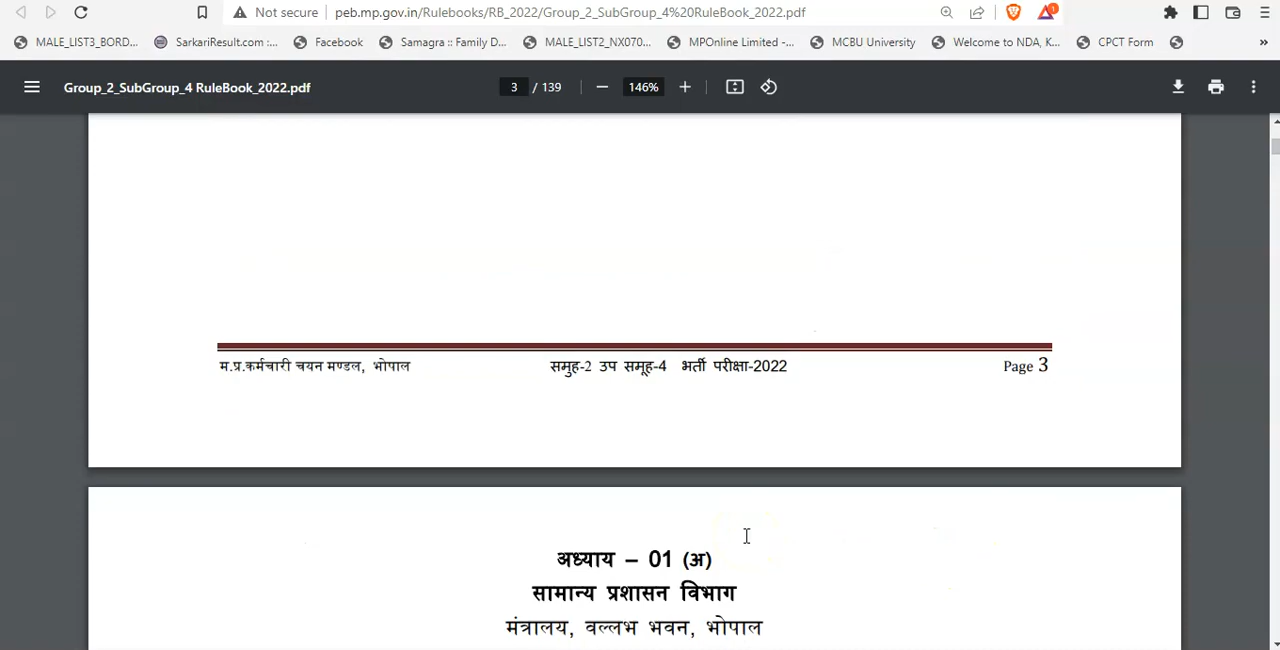 Not secure peb.mp.gov.in/Rulebooks/RB_2022/Group_2_SubGroup_4%20RuleBook_2022.pdf 1
MALE_LIST3_BORD... SarkariResult.com :... Facebook Samagra :: Family D... MALE_LIST2_NX070... MPOnline Limited -... MCBU University Welcome to NDA, K... CPCT Form »
Group_2_SubGroup_4 RuleBook_2022.pdf 3 / 139 146%
म.प्र.कर्मचारी चयन मण्डल, भोपाल समुह-2 उप समूह-4 भर्ती परीक्षा-2022 Page 3
अध्याय – 01 (अ)
सामान्य प्रशासन विभाग
मंत्रालय, वल्लभ भवन, भोपाल